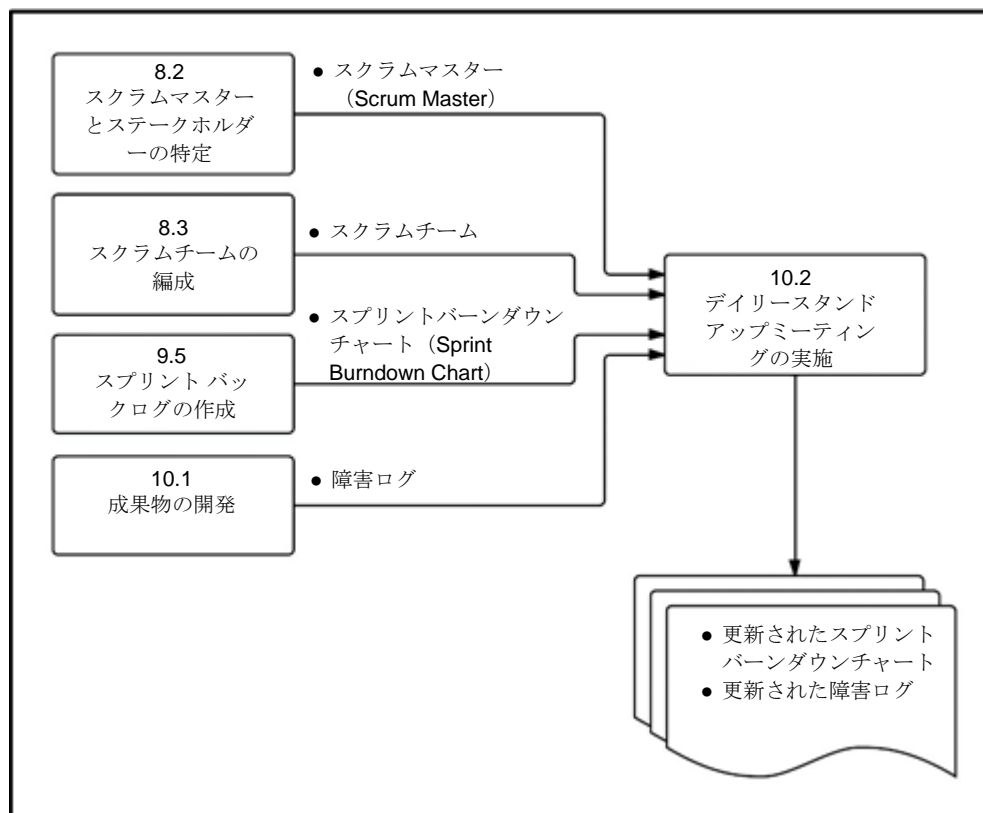 8.2
スクラムマスター
とステークホルダ
ーの特定
● スクラムマスター
（Scrum Master）
8.3
スクラムチームの
編成
● スクラムチーム
9.5
スプリント バッ
クログの作成
● スプリントバーンダウン
チャート（Sprint
Burndown Chart）
10.1
成果物の開発
● 障害ログ
10.2
デイリースタンド
アップミーティン
グの実施
● 更新されたスプリント
バーンダウンチャート
● 更新された障害ログ